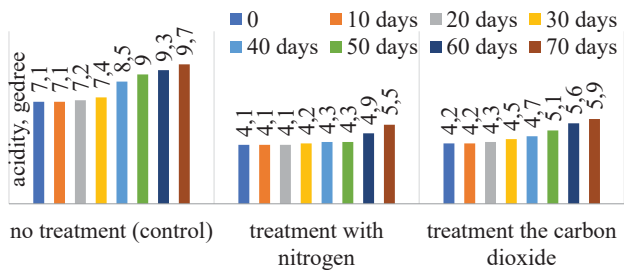 0 10 days 20 days 30 days
40 days 50 days 60 days 70 days
acidity, gedree
7,1 7,1 7,2 7,4 8,5 9 9,3 9,7
4,1 4,1 4,1 4,2 4,3 4,3 4,9 5,5
4,2 4,2 4,3 4,5 4,7 5,1 5,6 5,9
no treatment (control)
treatment with
nitrogen
treatment the carbon
dioxide